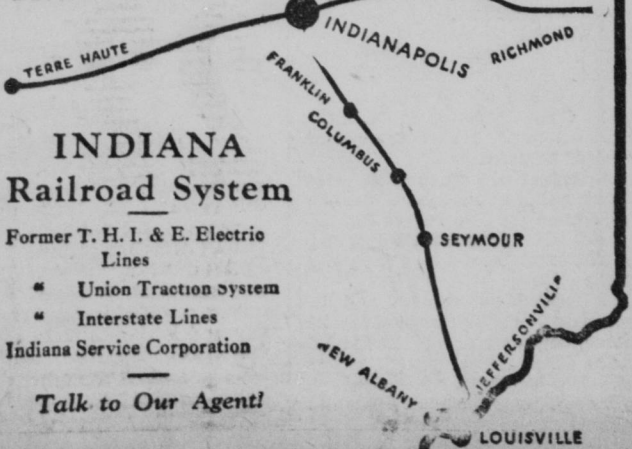 TERRE HAUTE
INDIANAPOLIS
RICHMOND
FRANKLIN
COLUMBUS
SEYMOUR
INDIANA
Railroad System
Former T. H. I. & E. Electric
Lines
“ Union Traction System
“ Interstate Lines
Indiana Service Corporation
Talk to Our Agent!
NEW ALBANY
JEFFERSONVILLE
LOUISVILLE